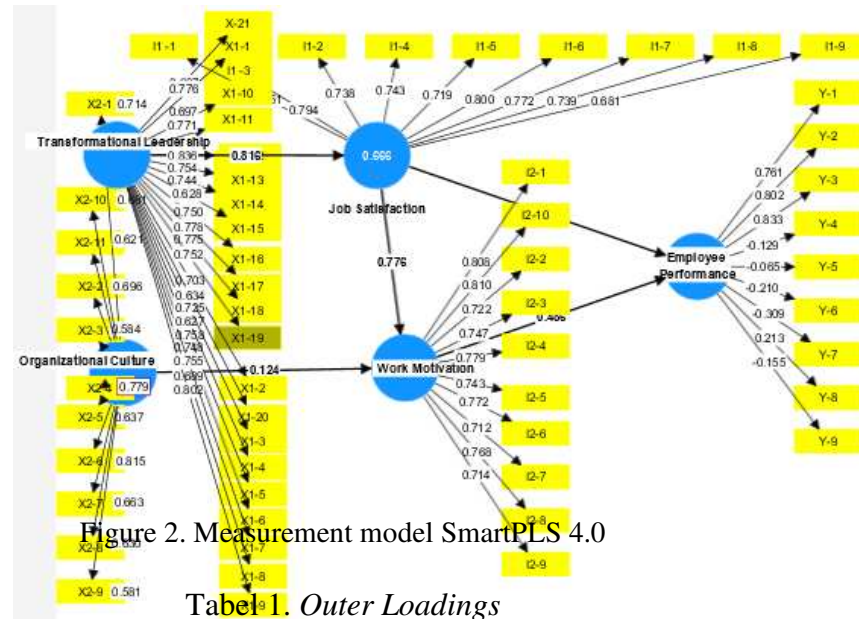 X-21
I1-1
X1-1
I1-2
I1-4
I1-5
I1-6
I1-7
I1-8
I1-9
I1-3
0.776
0.738
0.743
0.719
0.800
0.772
0.739
0.681
0.794
X2-1
0.714
0.697
X1-10
0.771
X1-11
Transformational Leadership
0.836
0.816
0.666
0.754
0.744
0.628
0.750
0.778
0.775
0.752
X1-13
X1-14
X1-15
X1-16
X1-17
X1-18
X1-19
Job Satisfaction
0.776
I2-1
I2-10
I2-2
I2-3
I2-4
I2-5
I2-6
I2-7
I2-8
I2-9
0.808
0.810
0.722
0.747
0.779
0.743
0.772
0.712
0.768
0.714
Y-1
Y-2
Y-3
Y-4
Y-5
Y-6
Y-7
Y-8
Y-9
0.761
0.802
0.833
-0.129
-0.065
-0.210
-0.309
0.213
-0.155
Employee
Performance
X2-10
X2-11
0.621
X2-2
0.696
X2-3
0.584
0.703
0.634
0.755
0.802
Organizational Culture
0.124
Work Motivation
0.779
X2-5
0.637
X2-6
0.815
X2-7
0.663
X2-8
X2-9
0.581
X1-2
X1-20
X1-3
X1-4
X1-5
X1-6
X1-7
X1-8
Figure 2. Measurement model SmartPLS 4.0
Tabel 1. Outer Loadings